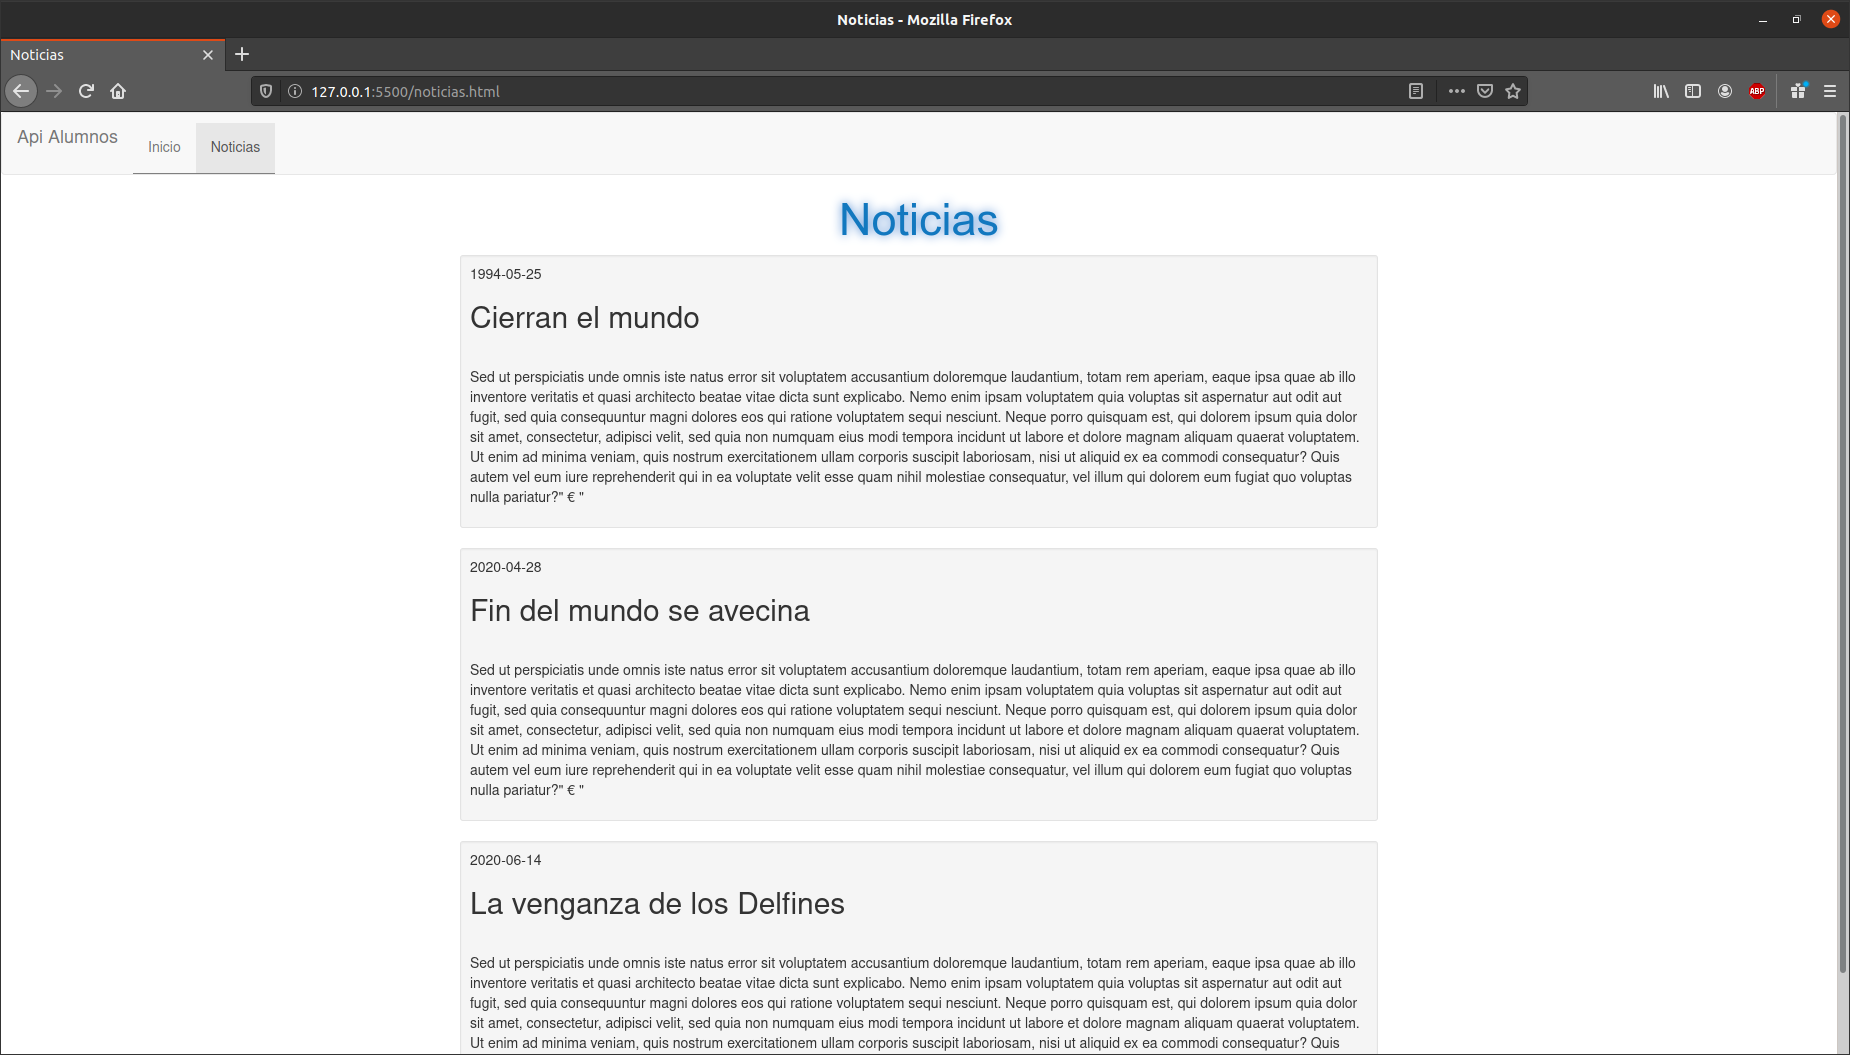 Noticias - Mozilla Firefox
Noticias
127.0.0.1:5500/noticias.html
ABP
Api Alumnos
Inicio
Noticias
Noticias
1994-05-25
Cierran el mundo
Sed ut perspiciatis unde omnis iste natus error sit voluptatem accusantium doloremque laudantium, totam rem aperiam, eaque ipsa quae ab illo
inventore veritatis et quasi architecto beatae vitae dicta sunt explicabo. Nemo enim ipsam voluptatem quia voluptas sit aspernatur aut odit aut
fugit, sed quia consequuntur magni dolores eos qui ratione voluptatem sequi nesciunt. Neque porro quisquam est, qui dolorem ipsum quia dolor
sit amet, consectetur, adipisci velit, sed quia non numquam eius modi tempora incidunt ut labore et dolore magnam aliquam quaerat voluptatem.
Ut enim ad minima veniam, quis nostrum exercitationem ullam corporis suscipit laboriosam, nisi ut aliquid ex ea commodi consequatur? Quis
autem vel eum iure reprehenderit qui in ea voluptate velit esse quam nihil molestiae consequatur, vel illum qui dolorem eum fugiat quo voluptas
nulla pariatur?" € "
2020-04-28
Fin del mundo se avecina
Sed ut perspiciatis unde omnis iste natus error sit voluptatem accusantium doloremque laudantium, totam rem aperiam, eaque ipsa quae ab illo
inventore veritatis et quasi architecto beatae vitae dicta sunt explicabo. Nemo enim ipsam voluptatem quia voluptas sit aspernatur aut odit aut
fugit, sed quia consequuntur magni dolores eos qui ratione voluptatem sequi nesciunt. Neque porro quisquam est, qui dolorem ipsum quia dolor
sit amet, consectetur, adipisci velit, sed quia non numquam eius modi tempora incidunt ut labore et dolore magnam aliquam quaerat voluptatem.
Ut enim ad minima veniam, quis nostrum exercitationem ullam corporis suscipit laboriosam, nisi ut aliquid ex ea commodi consequatur? Quis
autem vel eum iure reprehenderit qui in ea voluptate velit esse quam nihil molestiae consequatur, vel illum qui dolorem eum fugiat quo voluptas
nulla pariatur?" € "
2020-06-14
La venganza de los Delfines
Sed ut perspiciatis unde omnis iste natus error sit voluptatem accusantium doloremque laudantium, totam rem aperiam, eaque ipsa quae ab illo
inventore veritatis et quasi architecto beatae vitae dicta sunt explicabo. Nemo enim ipsam voluptatem quia voluptas sit aspernatur aut odit aut
fugit, sed quia consequuntur magni dolores eos qui ratione voluptatem sequi nesciunt. Neque porro quisquam est, qui dolorem ipsum quia dolor
sit amet, consectetur, adipisci velit, sed quia non numquam eius modi tempora incidunt ut labore et dolore magnam aliquam quaerat voluptatem.
Ut enim ad minima veniam, quis nostrum exercitationem ullam corporis suscipit laboriosam, nisi ut aliquid ex ea commodi consequatur? Quis